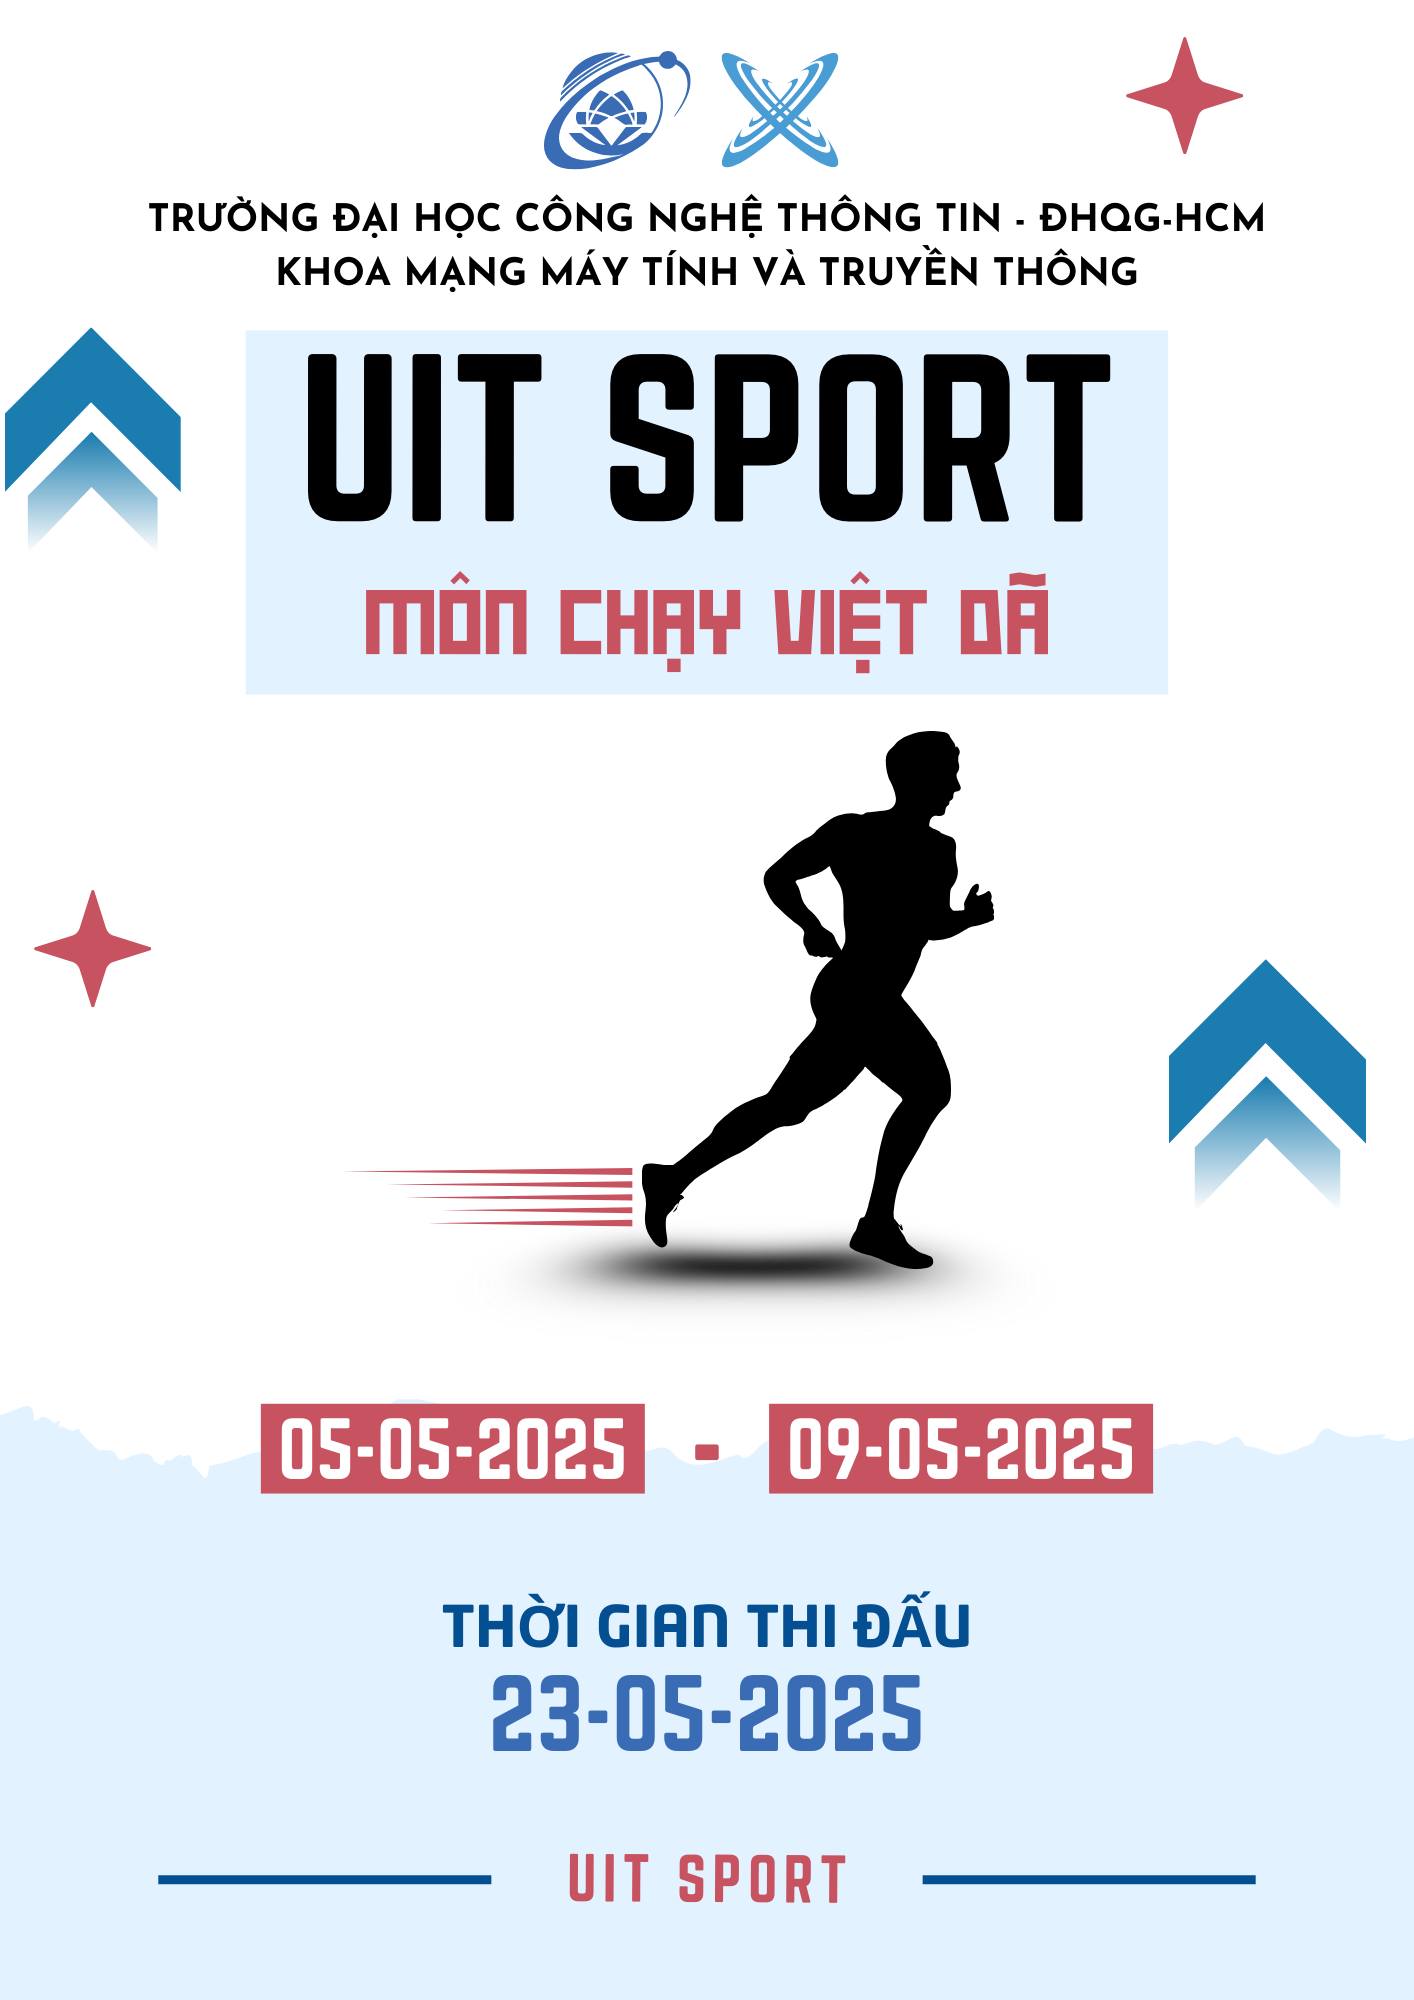 TRƯỜNG ĐẠI HỌC CÔNG NGHỆ THÔNG TIN - ĐHQG-HCM
KHOA MẠNG MÁY TÍNH VÀ TRUYỀN THÔNG
UIT SPORT
MÔN CHẠY VIỆT DÃ
05-05-2025 - 09-05-2025
THỜI GIAN THI ĐẤU
23-05-2025
UIT SPORT